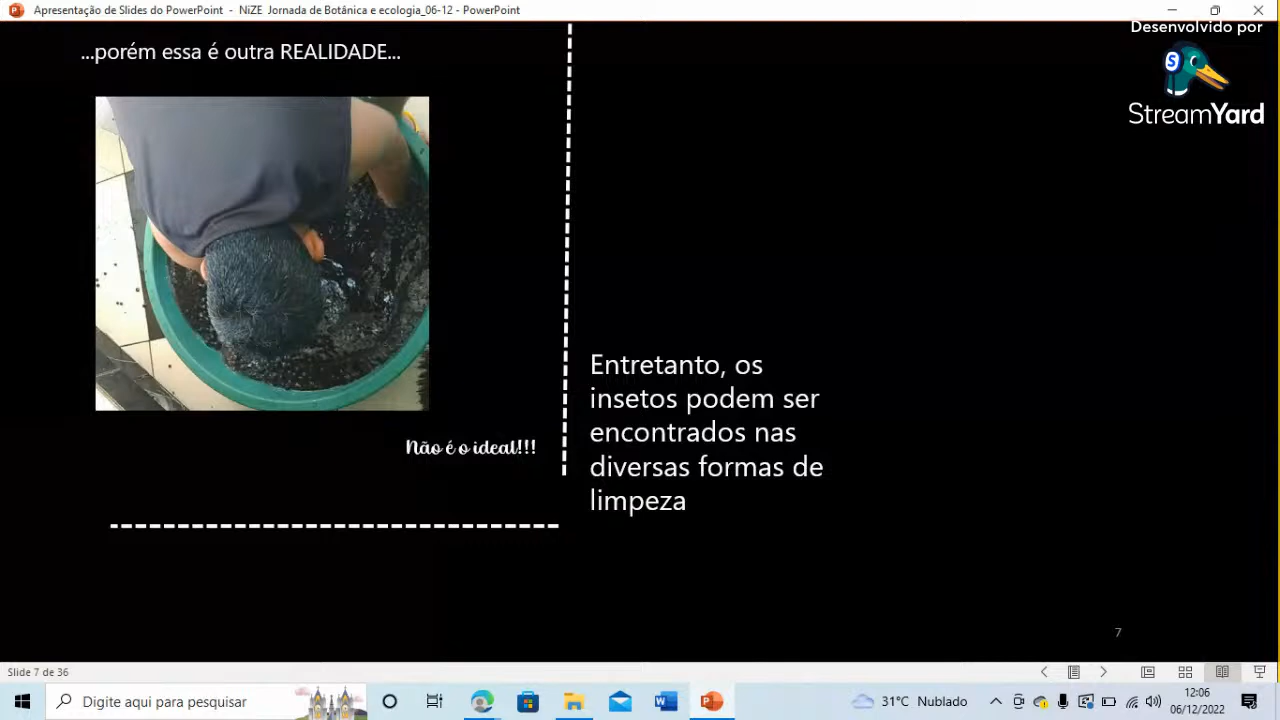 Apresentação de Slides do PowerPoint - NiZE Jornada de Botânica e ecologia_06-12 - PowerPoint
Desenvolvido por
StreamYard
...porém essa é outra REALIDADE...
Não é o ideal!!!
Entretanto, os
insetos podem ser
encontrados nas
diversas formas de
limpeza
7
Slide 7 de 36
Digite aqui para pesquisar
31°C Nublado
12:06
06/12/2022